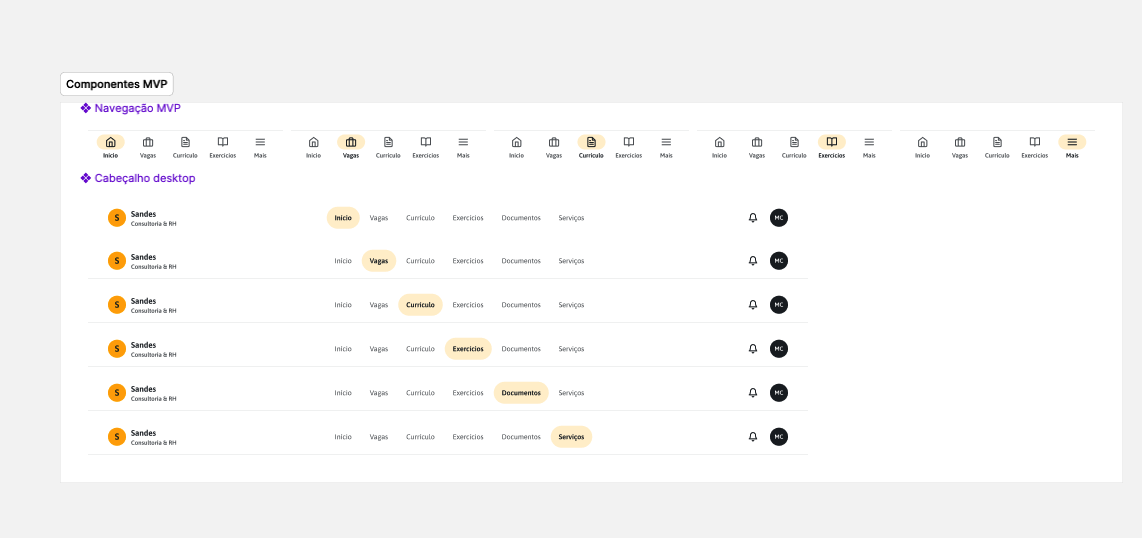 Componentes MVP
Navegação MVP
Início Vagas Currículo Exercícios Mais
Início Vagas Currículo Exercícios Mais
Início Vagas Currículo Exercícios Mais
Início Vagas Currículo Exercícios Mais
Início Vagas Currículo Exercícios Mais
Cabeçalho desktop
S Sandes Início Vagas Currículo Exercícios Documentos Serviços MC
Consultoria & RH
S Sandes Início Vagas Currículo Exercícios Documentos Serviços MC
Consultoria & RH
S Sandes Início Vagas Currículo Exercícios Documentos Serviços MC
Consultoria & RH
S Sandes Início Vagas Currículo Exercícios Documentos Serviços MC
Consultoria & RH
S Sandes Início Vagas Currículo Exercícios Documentos Serviços MC
Consultoria & RH
S Sandes Início Vagas Currículo Exercícios Documentos Serviços MC
Consultoria & RH